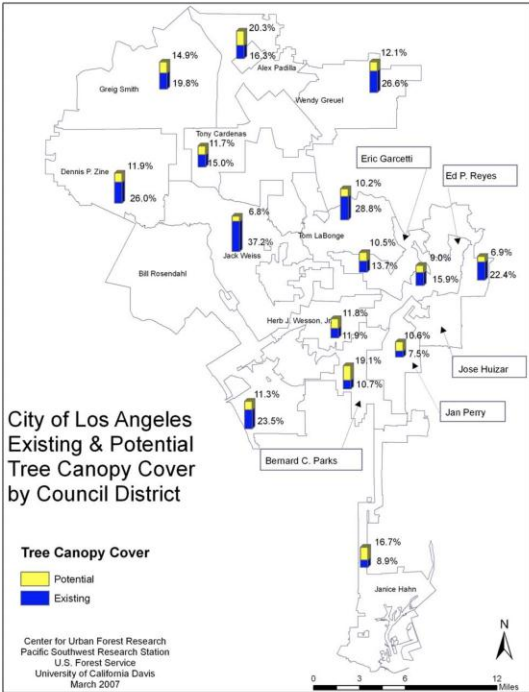 20.3%
16.3%
Alex Padilla
14.9%
19.8%
Greig Smith
12.1%
26.6%
Wendy Greuel
Tony Cardenas
11.7%
15.0%
Eric Garcetti
Ed P. Reyes
Dennis P. Zine
11.9%
26.0%
10.2%
28.8%
Tom LaBonge
6.8%
37.2%
Jack Weiss
10.5%
13.7%
9.0%
15.9%
6.9%
22.4%
Bill Rosendahl
Herb J. Wesson, Jr.
11.8%
11.9%
10.6%
7.5%
Jose Huizar
19.1%
10.7%
Jan Perry
11.3%
23.5%
Bernard C. Parks
City of Los Angeles
Existing & Potential
Tree Canopy Cover
by Council District
16.7%
8.9%
Janice Hahn
Tree Canopy Cover
Potential
Existing
Center for Urban Forest Research
Pacific Southwest Research Station
U.S. Forest Service
University of California Davis
March 2007
N
0 3 6 12
Miles